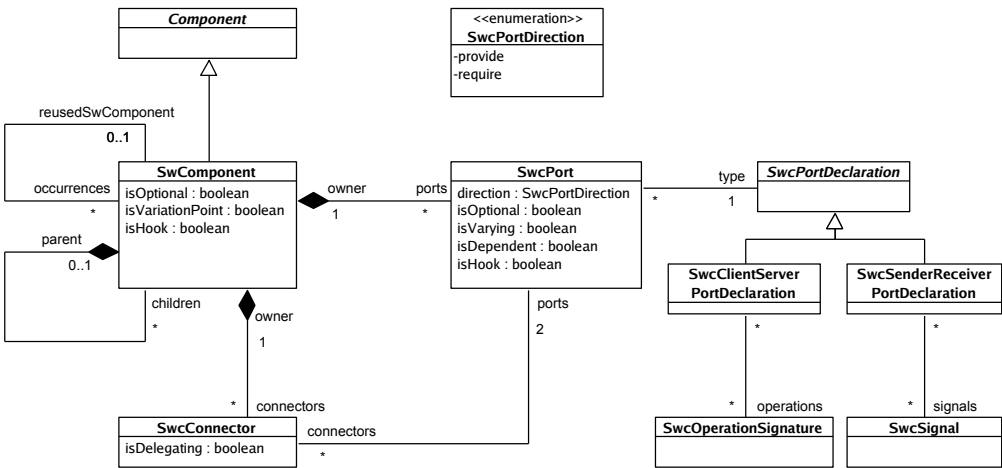 Component
<<enumeration>>
SwcPortDirection
-provide
-require
reusedSwComponent
0..1
occurrences
*
SwComponent
isOptional : boolean
isVariationPoint : boolean
isHook : boolean
owner
1
ports
*
SwcPort
direction : SwcPortDirection
isOptional : boolean
isVarying : boolean
isDependent : boolean
isHook : boolean
*
type
1
SwcPortDeclaration
parent
0..1
children
*
owner
1
ports
2
SwcClientServer
PortDeclaration
SwcSenderReceiver
PortDeclaration
*
*
* connectors
* operations
* signals
SwcConnector
isDelegating : boolean
connectors
*
SwcOperationSignature
SwcSignal